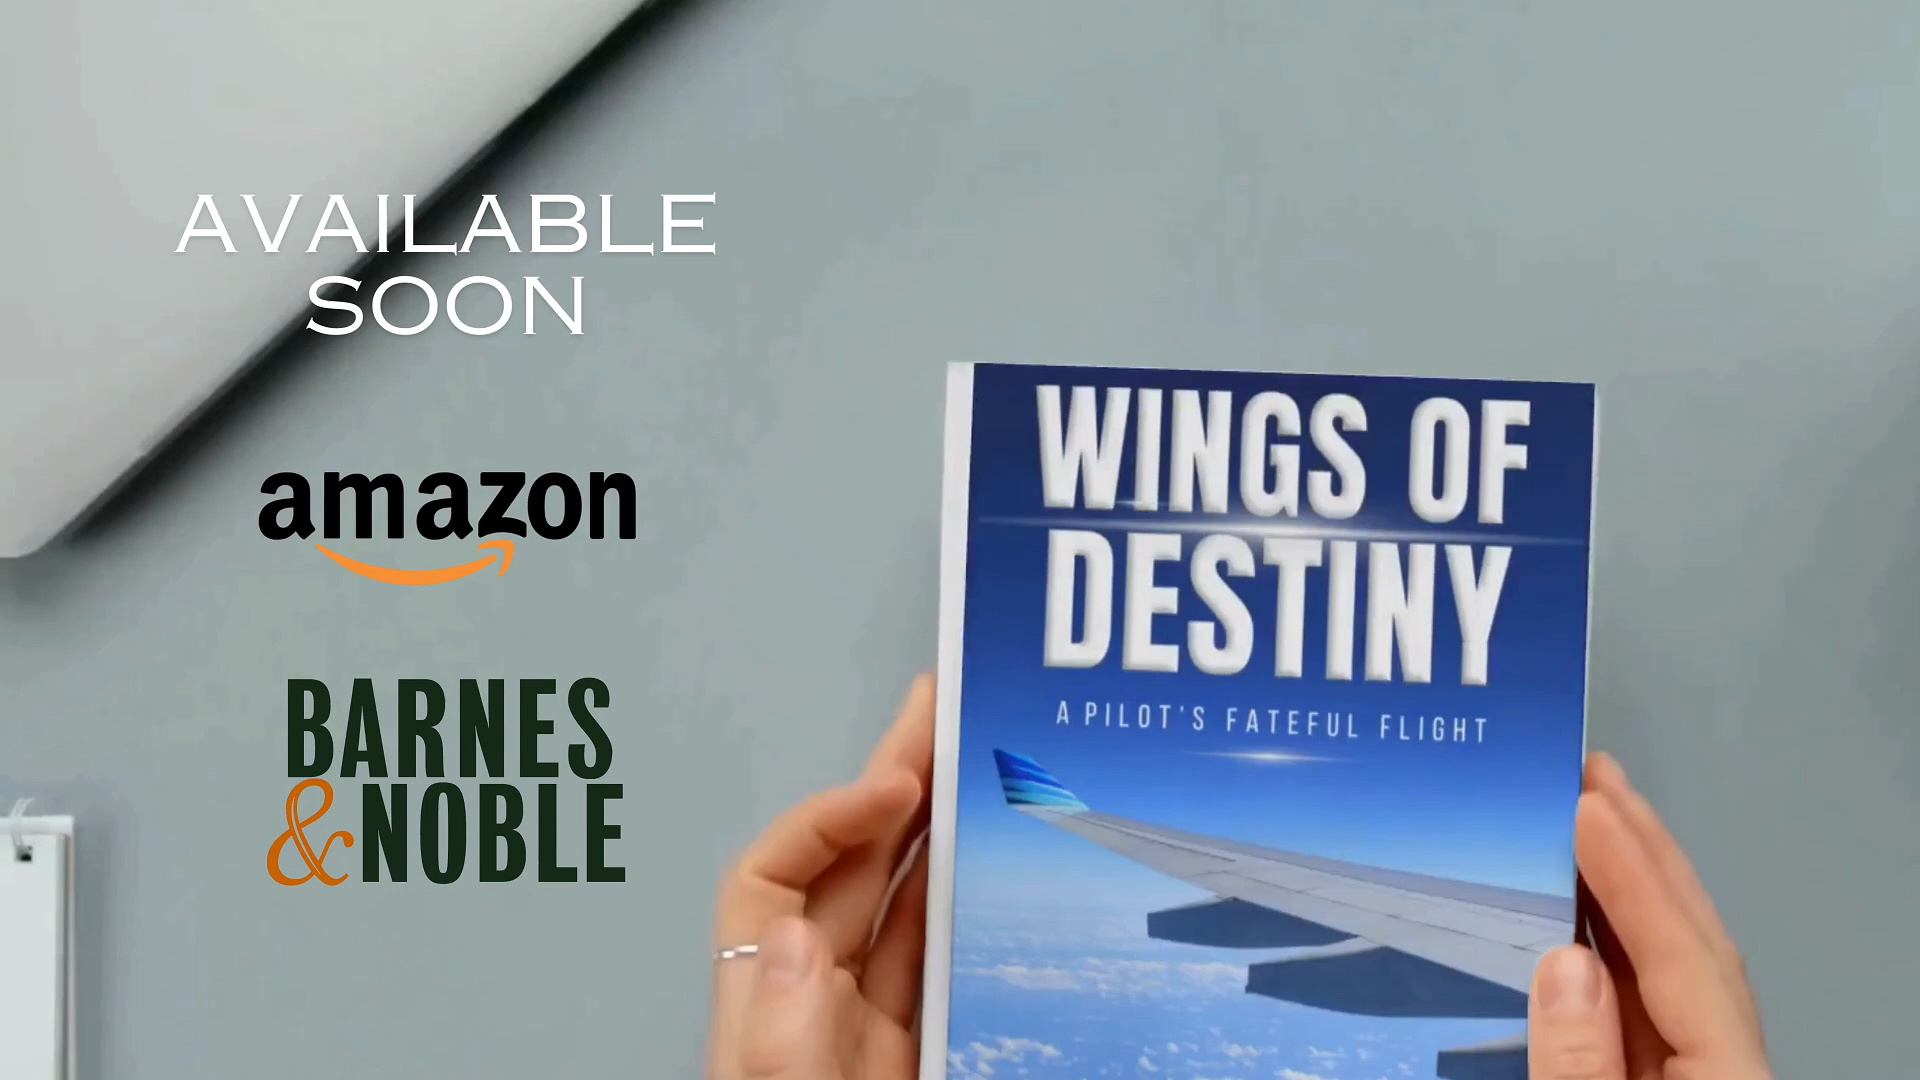 AVAILABLE
SOON
amazon
BARNES
&NOBLE
WINGS OF
DESTINY
A PILOT'S FATEFUL FLIGHT